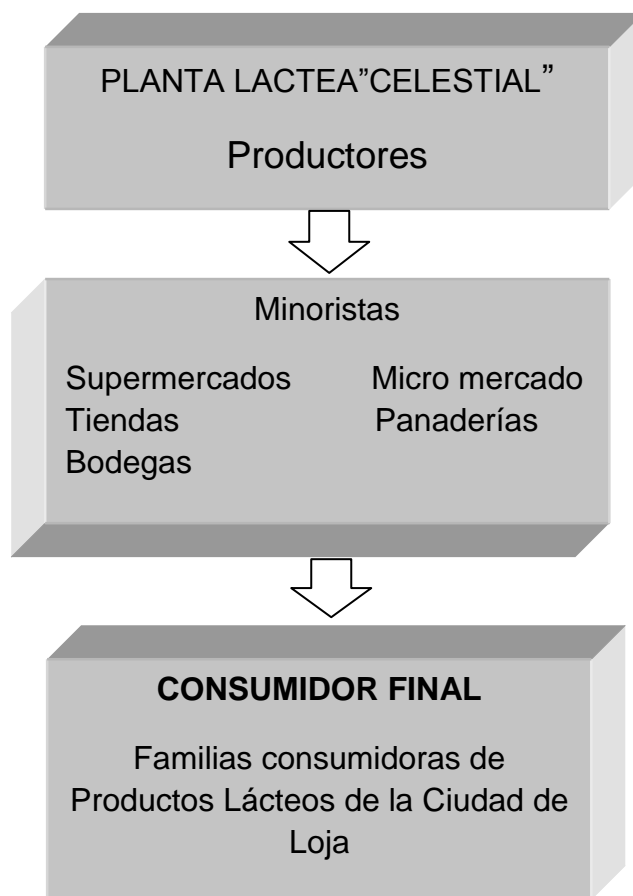 PLANTA LACTEA”CELESTIAL”
Productores
Minoristas
Supermercados Micro mercado
Tiendas Panaderías
Bodegas
CONSUMIDOR FINAL
Familias consumidoras de
Productos Lácteos de la Ciudad de
Loja